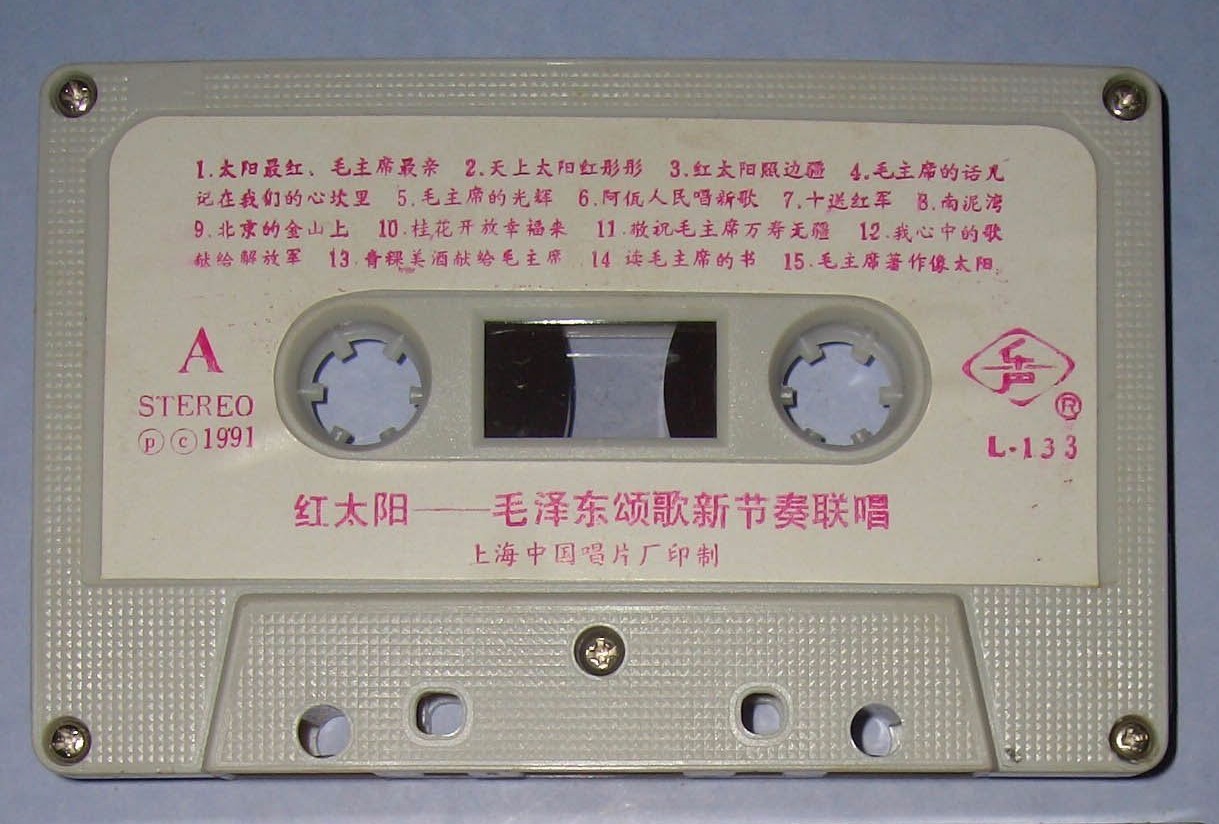 1.太阳最红、毛主席最亲 2.天上太阳红彤彤 3.红太阳照边疆 4.毛主席的话儿
记在我们的心坎里 5.毛主席的光辉 6.阿佤人民唱新歌 7.十送红军 8.南泥湾
9.北京的金山上 10.桂花开放幸福来 11.敬祝毛主席万寿无疆 12.我心中的歌
献给解放军 13.青稞美酒献给毛主席 14 读毛主席的书 15.毛主席著作像太阳
A
STEREO
ⓟ ⓒ 1991
®
L·133
红太阳——毛泽东颂歌新节奏联唱
上海中国唱片厂印制